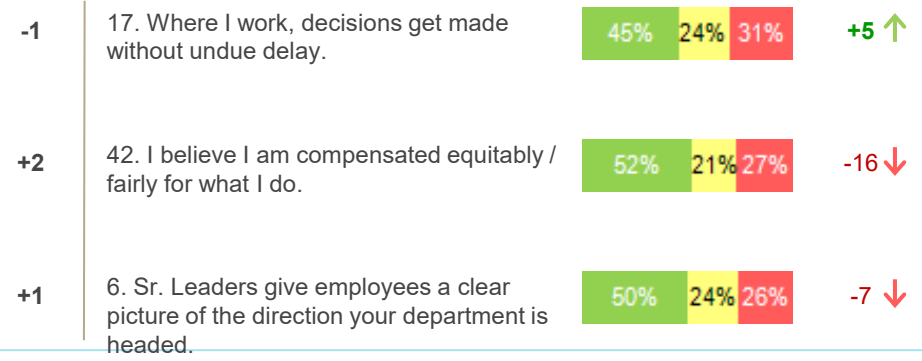 -1 17. Where I work, decisions get made 45% 24% 31% +5
without undue delay.
+2 42. I believe I am compensated equitably / 52% 21% 27% -16
fairly for what I do.
+1 6. Sr. Leaders give employees a clear 50% 24% 26% -7
picture of the direction your department is
headed.